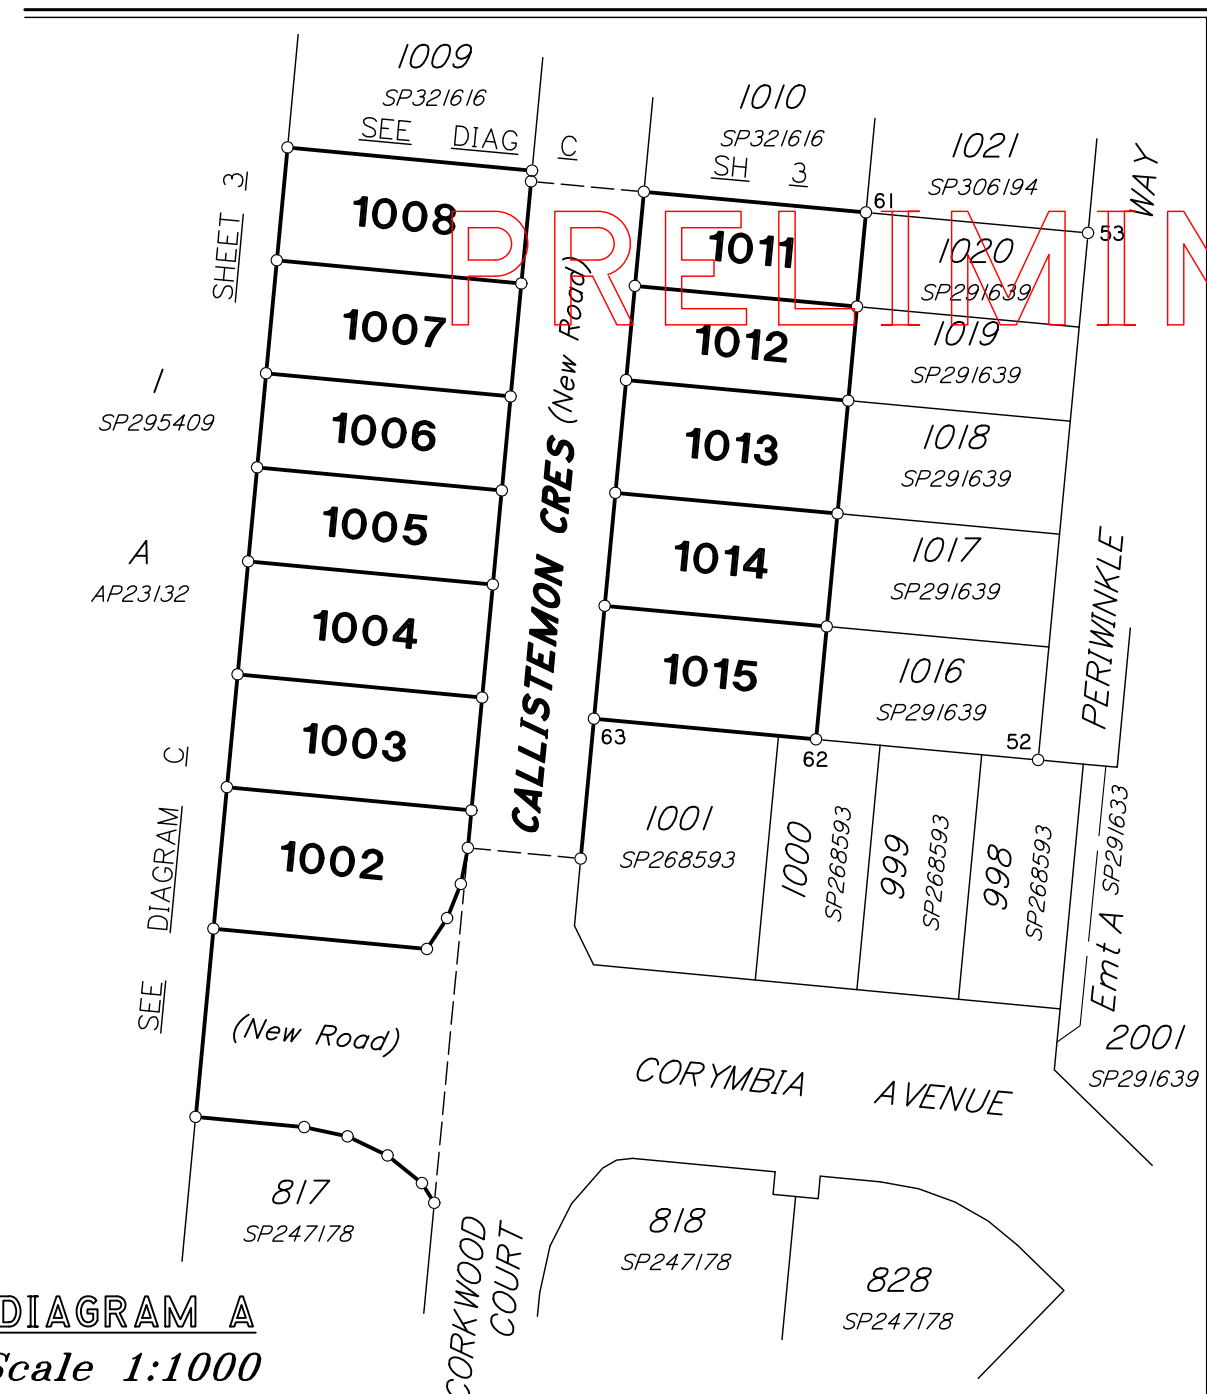 1009
SP321616
SEE DIAG C
1010
SP321616
SH 3
1021
SP306194
WAY
SHEET 3
1008
61
53
PRELIMIN
1011
1020
SP291639
1007
1012
1019
SP291639
1
SP295409
1006
1013
1018
SP291639
CALLISTEMON CRES (New Road)
1005
A
AP23132
1014
1017
SP291639
PERIWINKLE
1004
1015
1016
SP291639
1003
63
62
52
SEE DIAGRAM C
1002
1001
SP268593
1000
SP268593
999
SP268593
998
SP268593
Emt A SP291633
(New Road)
CORYMBIA AVENUE
2001
SP291639
817
SP247178
CORKWOOD
COURT
818
SP247178
828
SP247178
DIAGRAM A
Scale 1:1000